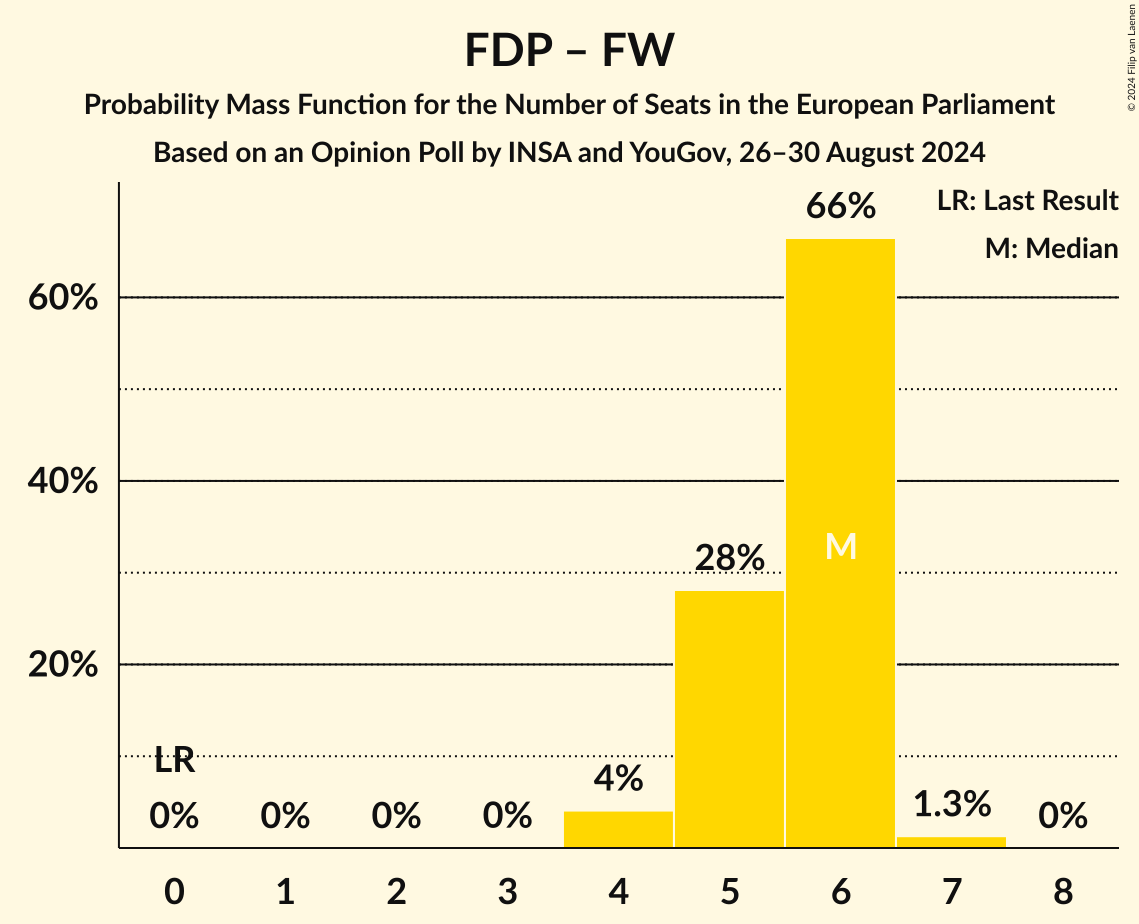 FDP – FW
Probability Mass Function for the Number of Seats in the European Parliament
Based on an Opinion Poll by INSA and YouGov, 26–30 August 2024
© 2024 Filip van Laenen
LR: Last Result
M: Median
60%
40%
20%
LR
0%
0%
0%
0%
4%
28%
66%
M
1.3%
0%
0 1 2 3 4 5 6 7 8